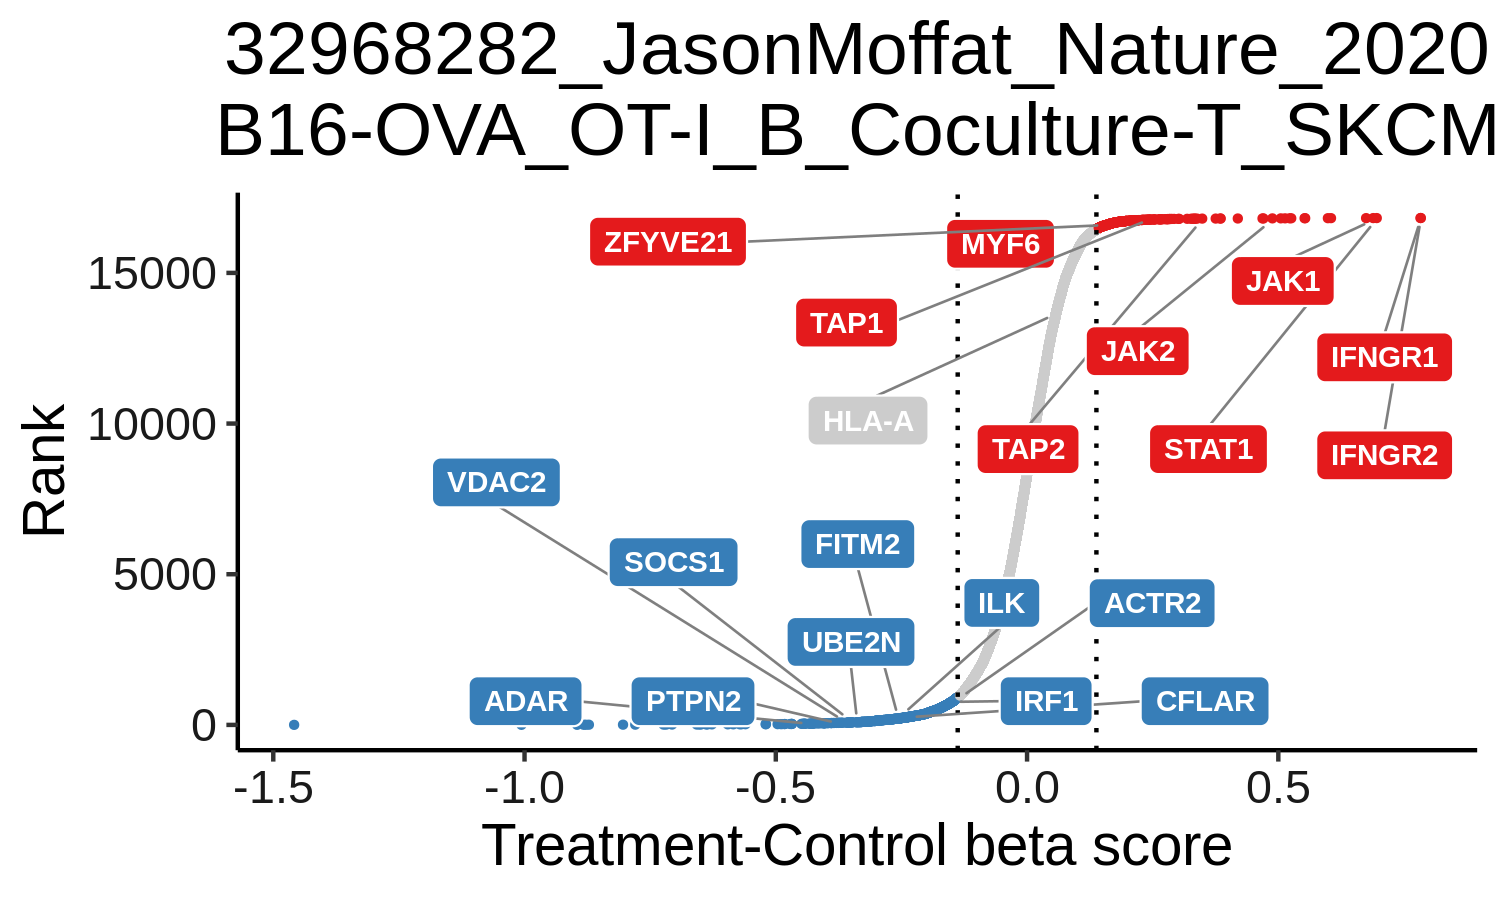 32968282_JasonMoffat_Nature_2020
B16-OVA_OT-I_B_Coculture-T_SKCM
ZFYVE21
MYF6
15000
JAK1
TAP1
JAK2
IFNGR1
HLA-A
10000
TAP2
STAT1
IFNGR2
VDAC2
FITM2
SOCS1
5000
ILK
ACTR2
UBE2N
ADAR
PTPN2
IRF1
CFLAR
0
Rank
-1.5
-1.0
-0.5
0.0
0.5
Treatment-Control beta score